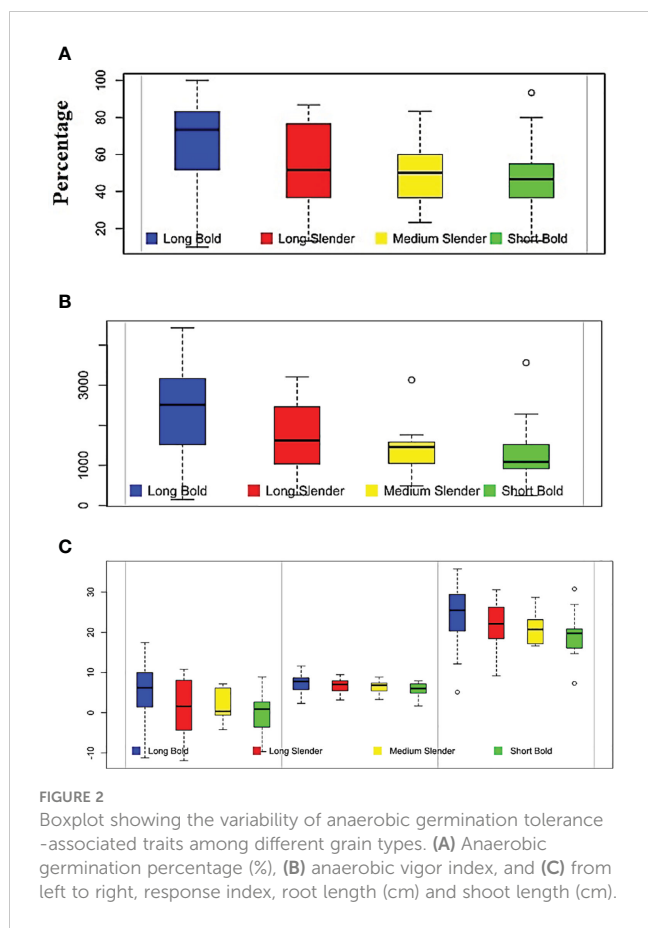 A
Percentage
100
80
60
40
20
Long Bold
Long Slender
Medium Slender
Short Bold
B
3000
1000
0
Long Bold
Long Slender
Medium Slender
Short Bold
C
30
20
10
0
-10
Long Bold
Long Slender
Medium Slender
Short Bold
FIGURE 2
Boxplot showing the variability of anaerobic germination tolerance
-associated traits among different grain types. (A) Anaerobic
germination percentage (%), (B) anaerobic vigor index, and (C) from
left to right, response index, root length (cm) and shoot length (cm).